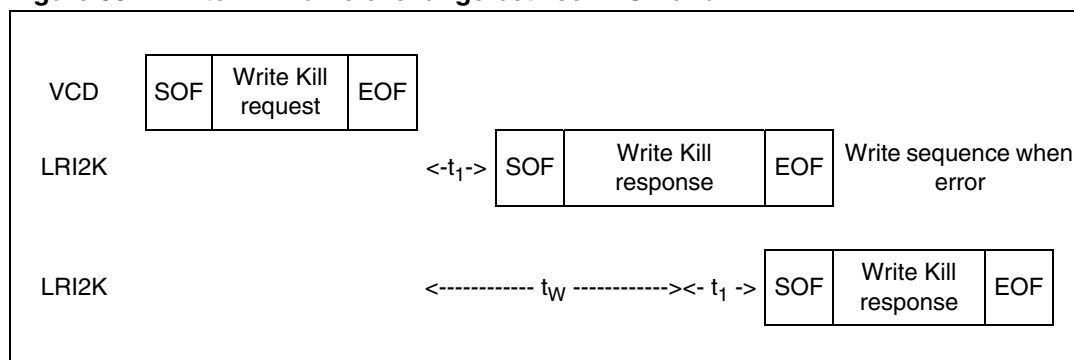 VCD SOF Write Kill request EOF
LRI2K <-t1-> SOF Write Kill response EOF Write sequence when error
LRI2K <------------ tW ------------><- t1 -> SOF Write Kill response EOF